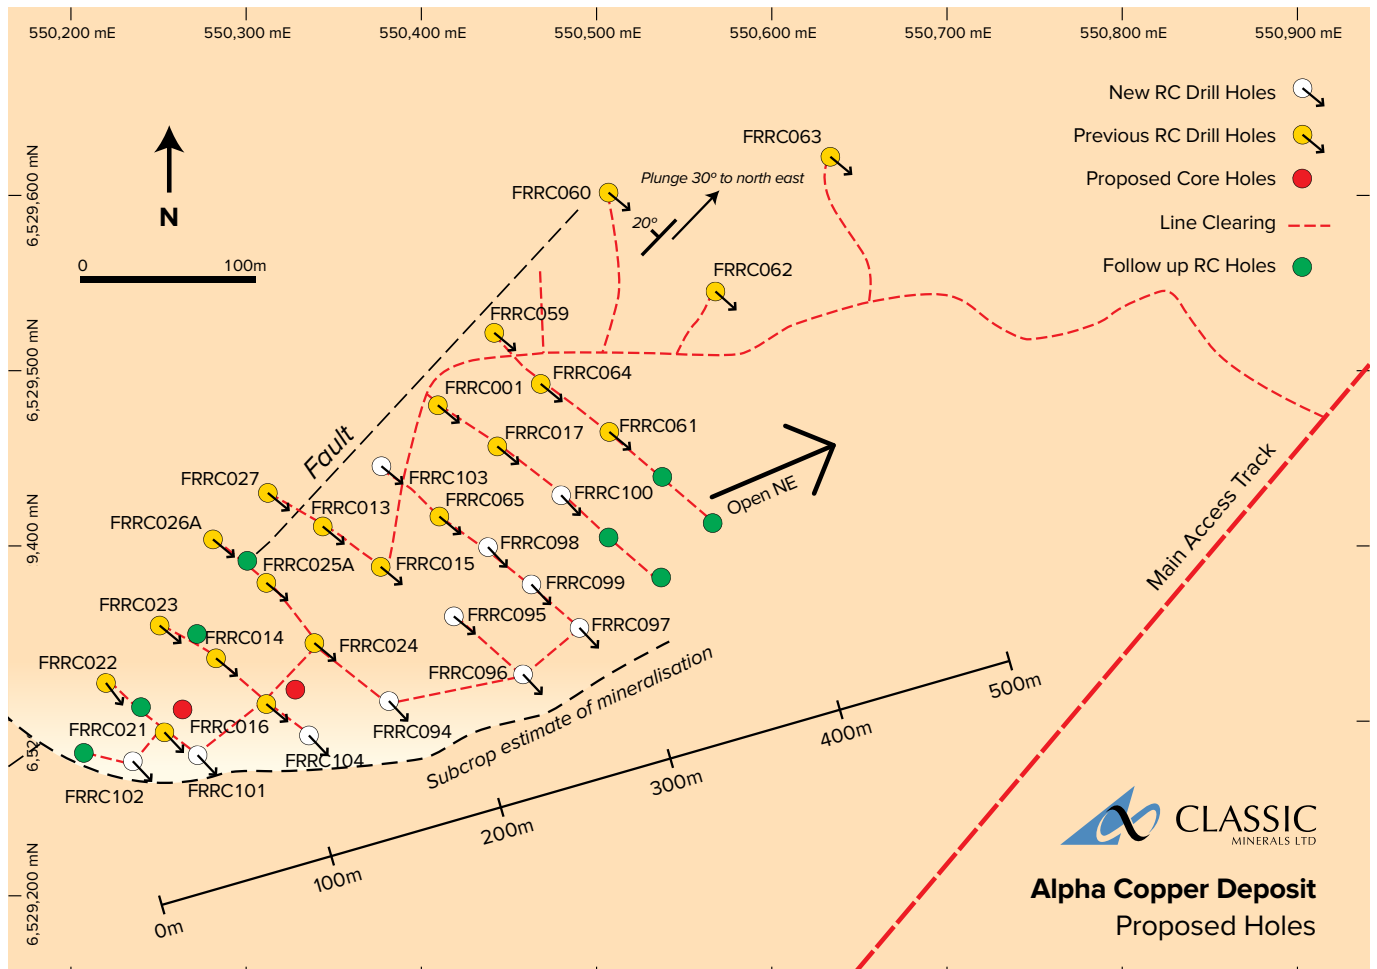 550,200 mE
550,300 mE
550,400 mE
550,500 mE
550,600 mE
550,700 mE
550,800 mE
550,900 mE
New RC Drill Holes
Previous RC Drill Holes
Proposed Core Holes
Line Clearing
Follow up RC Holes
6,529,600 mN
6,529,500 mN
9,400 mN
6,52
6,529,200 mN
N
0
100m
FRRC063
Plunge 30º to north east
FRRC060
20º
FRRC062
FRRC059
FRRC064
FRRC001
FRRC061
FRRC017
Fault
FRRC103
FRRC027
FRRC100
FRRC065
FRRC013
Open NE
FRRC026A
FRRC098
FRRC025A
FRRC015
FRRC099
FRRC023
FRRC095
FRRC097
FRRC014
FRRC024
FRRC022
FRRC096
FRRC021
FRRC016
FRRC094
FRRC104
FRRC102
FRRC101
Subcrop estimate of mineralisation
Main Access Track
0m
100m
200m
300m
400m
500m
CLASSIC
MINERALS LTD
Alpha Copper Deposit
Proposed Holes